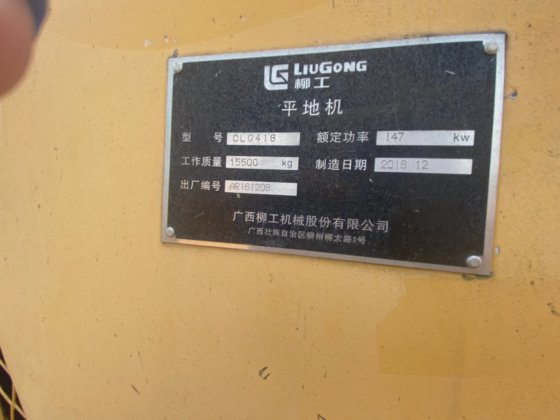 LG LIUGONG
柳工
平地机
型 号 CLG418 额定功率 147 kw
工作质量 15500 kg 制造日期 2016 12
出厂编号 AR161208
广西柳工机械股份有限公司
广西壮族自治区柳州柳太路1号